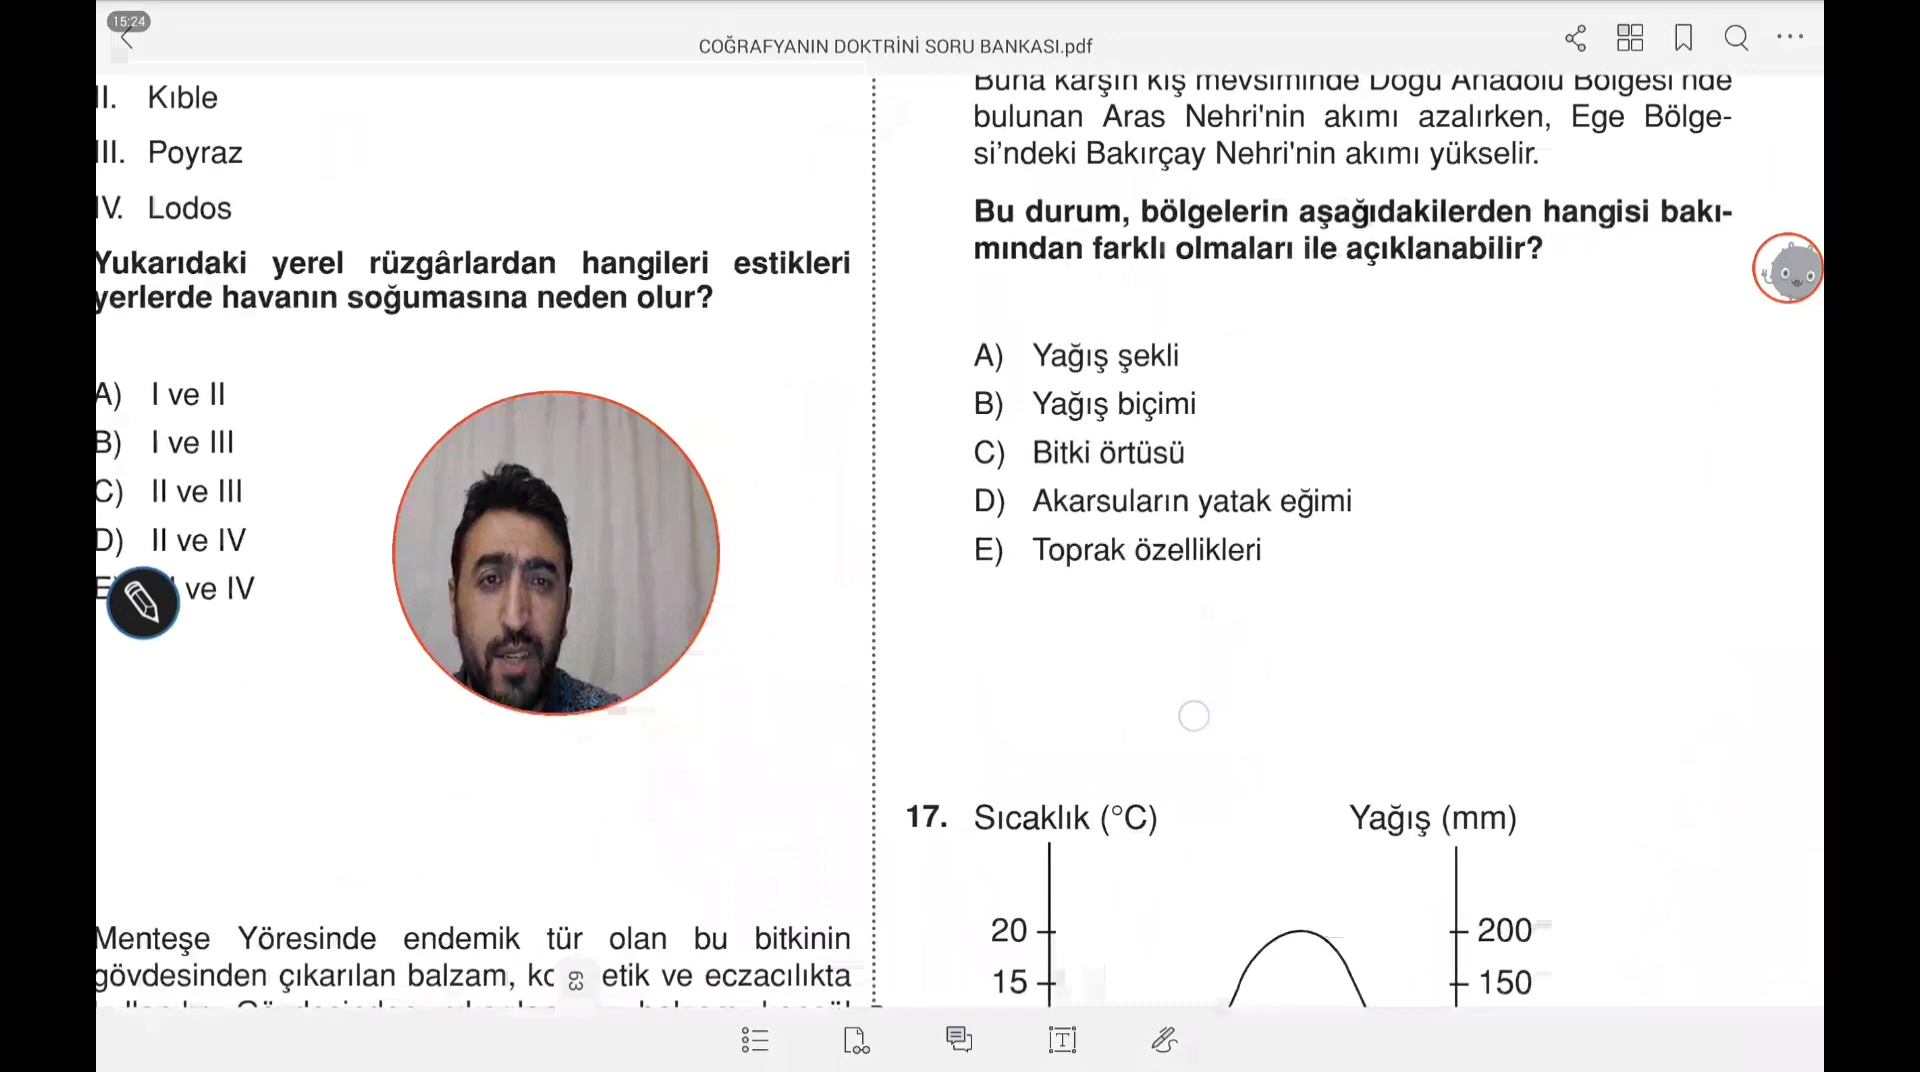 15:24
COĞRAFYANIN DOKTRİNİ SORU BANKASI.pdf
II. Kıble
III. Poyraz
IV. Lodos
Yukarıdaki yerel rüzgârlardan hangileri estikleri
yerlerde havanın soğumasına neden olur?
A) I ve II
B) I ve III
C) II ve III
D) II ve IV
E) ve IV
Menteşe Yöresinde endemik tür olan bu bitkinin
gövdesinden çıkarılan balzam, ko etik ve eczacılıkta
63
Buna karşın kış mevsiminde Doğu Anadolu Bölgesi'nde
bulunan Aras Nehri'nin akımı azalırken, Ege Bölge-
si'ndeki Bakırçay Nehri'nin akımı yükselir.
Bu durum, bölgelerin aşağıdakilerden hangisi bakı-
mından farklı olmaları ile açıklanabilir?
A) Yağış şekli
B) Yağış biçimi
C) Bitki örtüsü
D) Akarsuların yatak eğimi
E) Toprak özellikleri
17. Sıcaklık (°C) Yağış (mm)
20 200
15 150